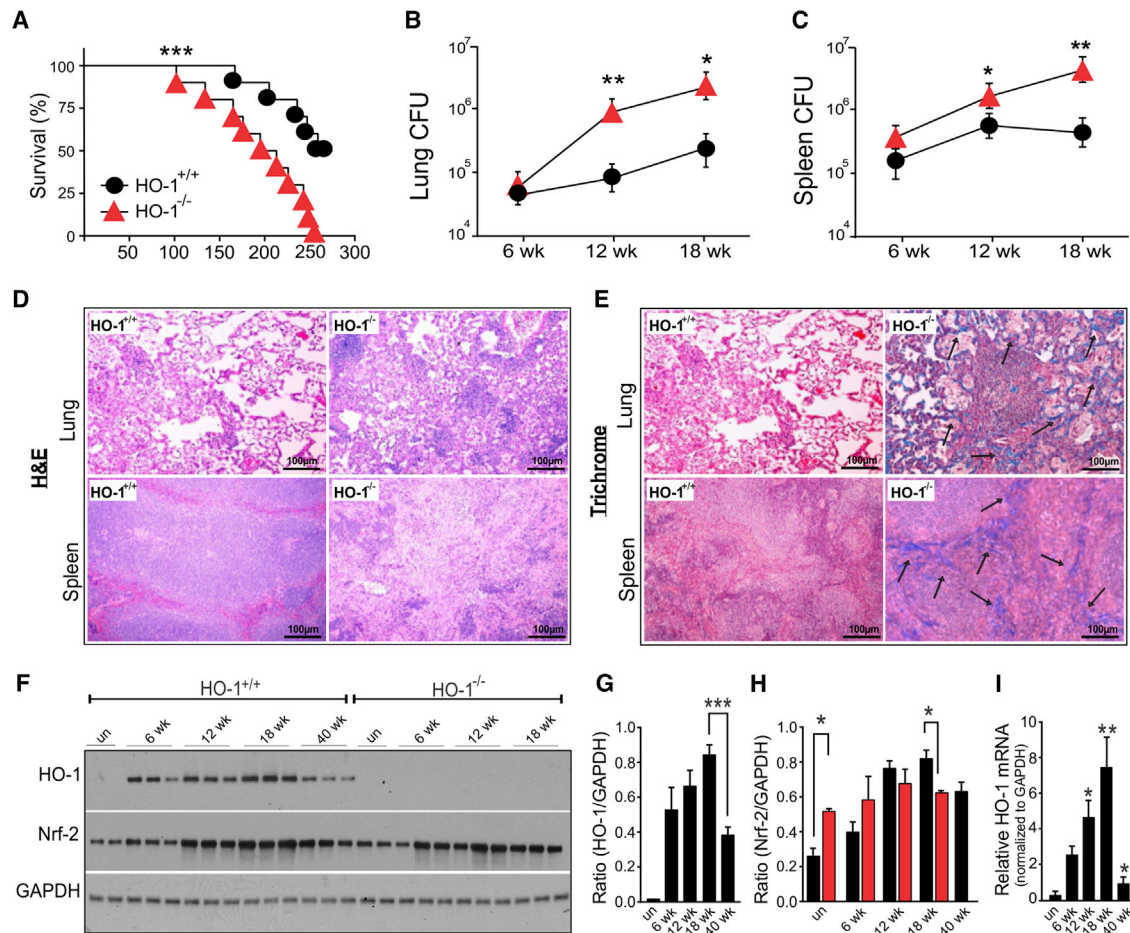 A
***
Survival (%)
100
75
50
25
0
50
100
150
200
250
300
HO-1+/+
HO-1-/-
B
Lung CFU
10^7
10^6
10^5
10^4
**
*
6 wk
12 wk
18 wk
C
Spleen CFU
10^7
10^6
10^5
10^4
*
**
6 wk
12 wk
18 wk
D
H&E
Lung
Spleen
HO-1+/+
100µm
HO-1-/-
100µm
HO-1+/+
100µm
HO-1-/-
100µm
E
Trichrome
Lung
Spleen
HO-1+/+
100µm
HO-1-/-
100µm
HO-1+/+
100µm
HO-1-/-
100µm
F
HO-1+/+
HO-1-/-
un
6 wk
12 wk
18 wk
40 wk
un
6 wk
12 wk
18 wk
HO-1
Nrf-2
GAPDH
G
Ratio (HO-1/GAPDH)
1.0
0.8
0.6
0.4
0.2
0.0
***
un
6 wk
12 wk
18 wk
40 wk
H
Ratio (Nrf-2/GAPDH)
1.0
0.8
0.6
0.4
0.2
0.0
*
*
un
6 wk
12 wk
18 wk
40 wk
I
Relative HO-1 mRNA
(normalized to GAPDH)
10
8
6
4
2
0
*
**
*
un
6 wk
12 wk
18 wk
40 wk